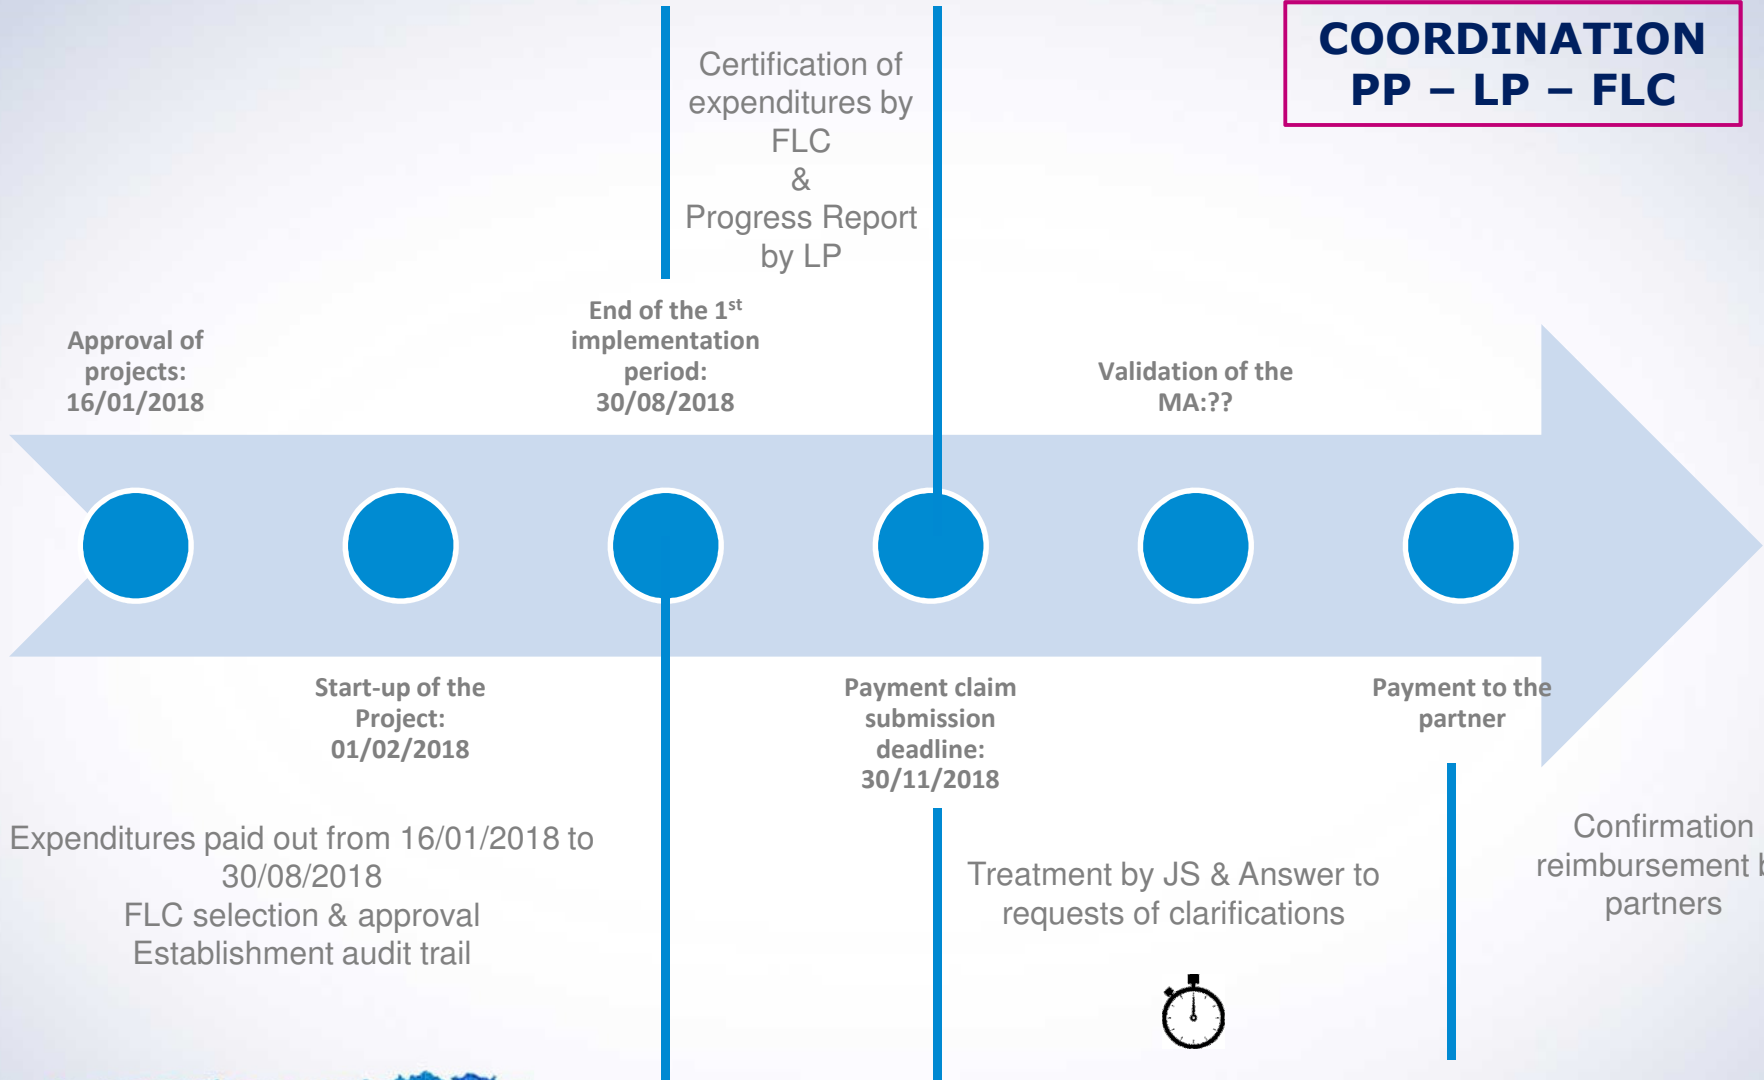 COORDINATION
PP – LP – FLC
Certification of
expenditures by
FLC
&
Progress Report
by LP
Approval of
projects:
16/01/2018
End of the 1st
implementation
period:
30/08/2018
Validation of the
MA:??
Start-up of the
Project:
01/02/2018
Payment claim
submission
deadline:
30/11/2018
Payment to the
partner
Expenditures paid out from 16/01/2018 to
30/08/2018
FLC selection & approval
Establishment audit trail
Treatment by JS & Answer to
requests of clarifications
Confirmation
reimbursement
partners